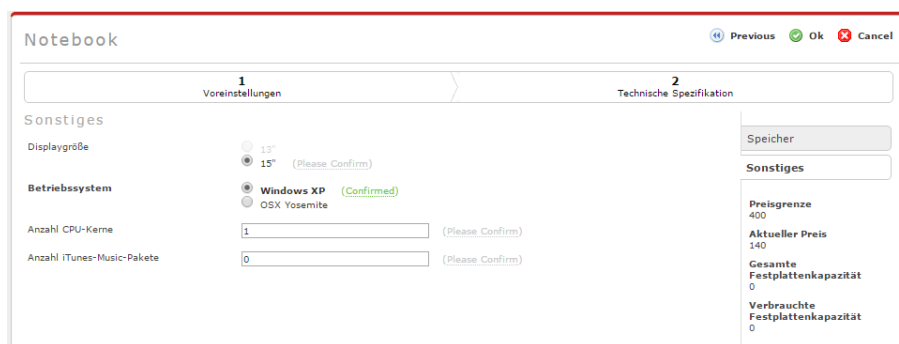 Notebook
Previous Ok Cancel
1
Voreinstellungen
2
Technische Spezifikation
Sonstiges
Displaygröße
13"
15" (Please Confirm)
Betriebssystem
Windows XP (Confirmed)
OSX Yosemite
Anzahl CPU-Kerne
1 (Please Confirm)
Anzahl iTunes-Music-Pakete
0 (Please Confirm)
Speicher
Sonstiges
Preisgrenze
400
Aktueller Preis
140
Gesamte
Festplattenkapazität
0
Verbrauchte
Festplattenkapazität
0